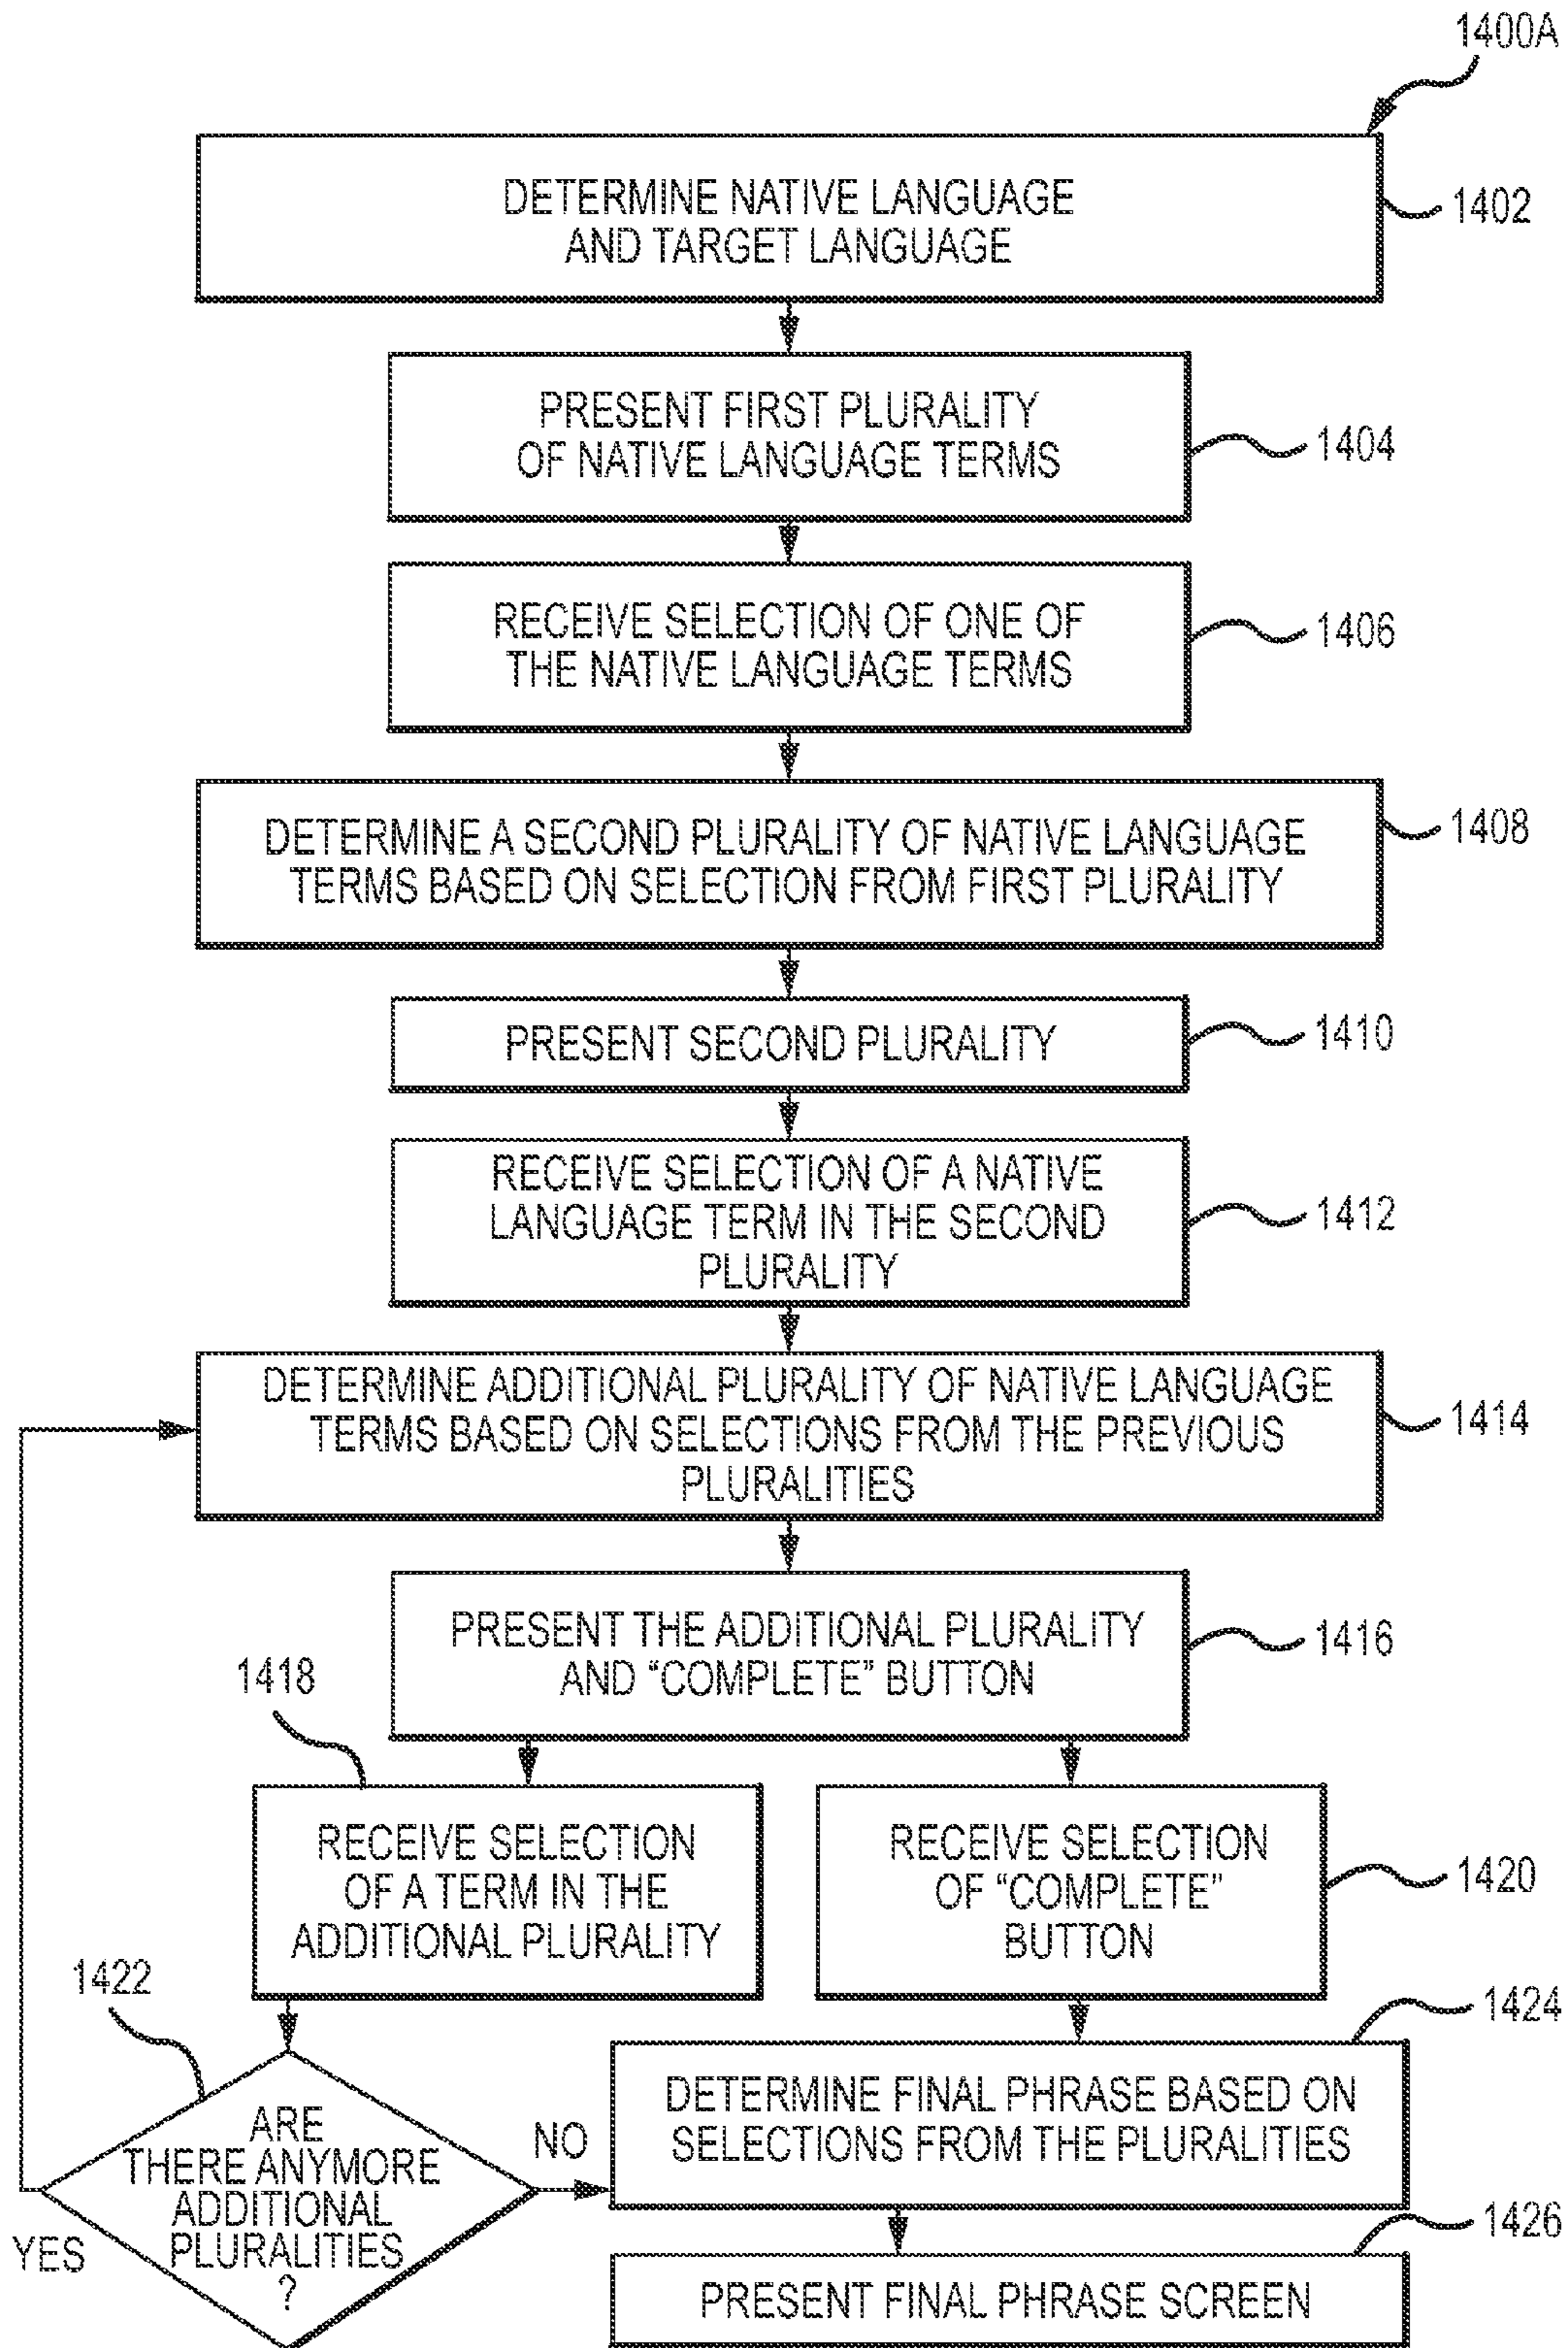 1400A
DETERMINE NATIVE LANGUAGE
AND TARGET LANGUAGE
1402
PRESENT FIRST PLURALITY
OF NATIVE LANGUAGE TERMS
1404
RECEIVE SELECTION OF ONE OF
THE NATIVE LANGUAGE TERMS
1406
DETERMINE A SECOND PLURALITY OF NATIVE LANGUAGE
TERMS BASED ON SELECTION FROM FIRST PLURALITY
1408
PRESENT SECOND PLURALITY
1410
RECEIVE SELECTION OF A NATIVE
LANGUAGE TERM IN THE SECOND
PLURALITY
1412
DETERMINE ADDITIONAL PLURALITY OF NATIVE LANGUAGE
TERMS BASED ON SELECTIONS FROM THE PREVIOUS
PLURALITIES
1414
PRESENT THE ADDITIONAL PLURALITY
AND “COMPLETE” BUTTON
1416
1418
RECEIVE SELECTION
OF A TERM IN THE
ADDITIONAL PLURALITY
RECEIVE SELECTION
OF “COMPLETE”
BUTTON
1420
1422
ARE
THERE ANYMORE
ADDITIONAL
PLURALITIES
?
YES
NO
1424
DETERMINE FINAL PHRASE BASED ON
SELECTIONS FROM THE PLURALITIES
1426
PRESENT FINAL PHRASE SCREEN